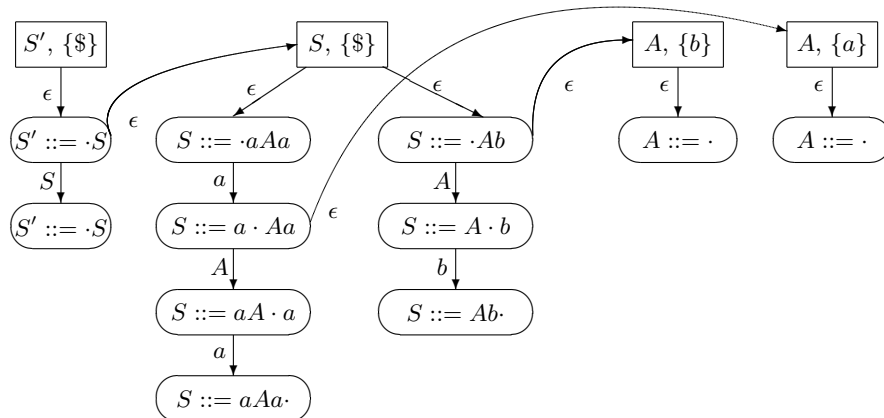 S′, {$} S, {$} A, {b} A, {a}
ϵ ϵ ϵ ϵ ϵ ϵ
S′ ::= ·S ϵ S ::= ·aAa S ::= ·Ab A ::= · A ::= ·
S a A
S′ ::= ·S S ::= a · Aa ϵ S ::= A · b
A b
S ::= aA · a S ::= Ab·
a
S ::= aAa·